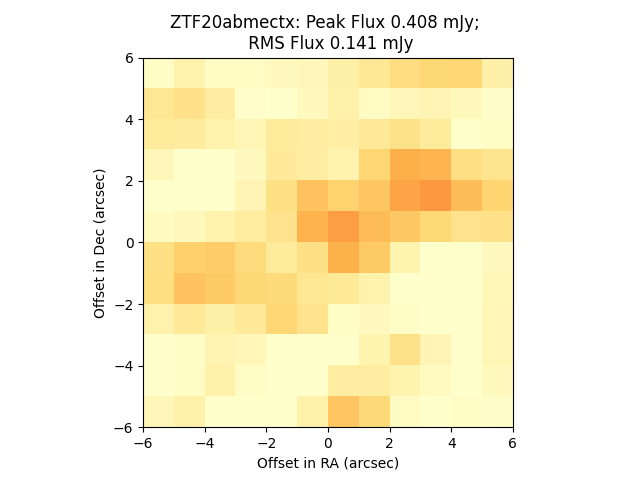 ZTF20abmectx: Peak Flux 0.408 mJy;
RMS Flux 0.141 mJy
6
4
2
0
−2
−4
−6
Offset in Dec (arcsec)
−6 −4 −2 0 2 4 6
Offset in RA (arcsec)